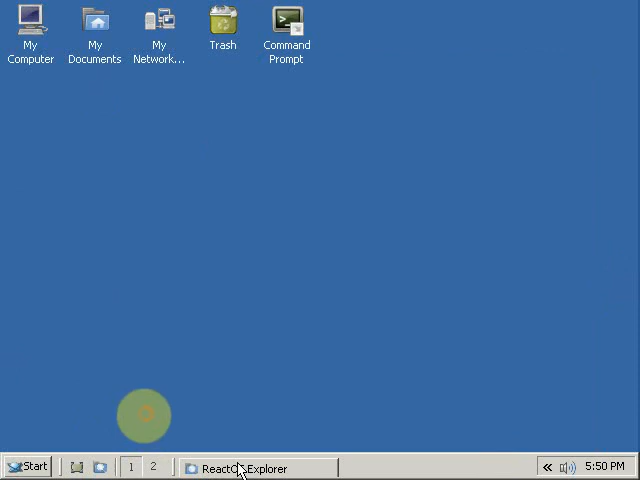 My Computer
My Documents
My Network...
Trash
Command Prompt
Start
1
2
ReactOS Explorer
5:50 PM